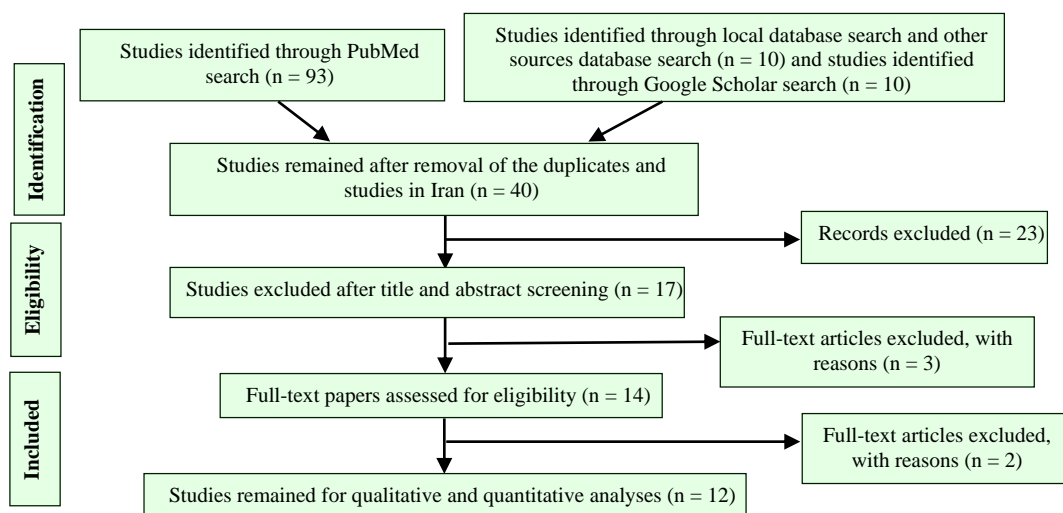 Studies identified through PubMed
search (n = 93)
Studies identified through local database search and other
sources database search (n = 10) and studies identified
through Google Scholar search (n = 10)
Identification
Studies remained after removal of the duplicates and
studies in Iran (n = 40)
Records excluded (n = 23)
Eligibility
Studies excluded after title and abstract screening (n = 17)
Full-text articles excluded, with
reasons (n = 3)
Full-text papers assessed for eligibility (n = 14)
Included
Full-text articles excluded,
with reasons (n = 2)
Studies remained for qualitative and quantitative analyses (n = 12)